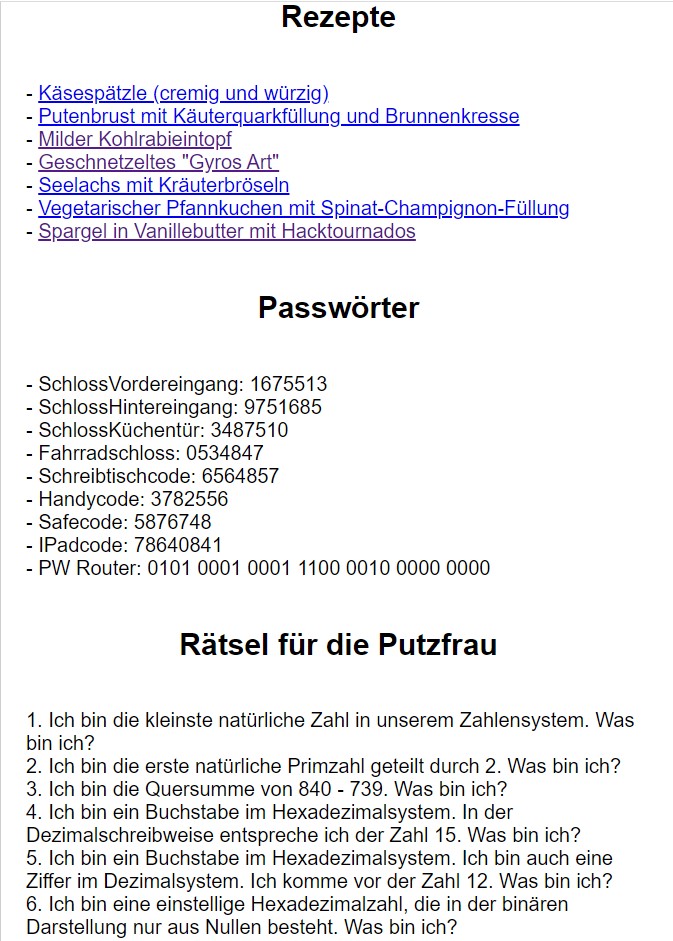 Rezepte
- Käsespätzle (cremig und würzig)
- Putenbrust mit Käuterquarkfüllung und Brunnenkresse
- Milder Kohlrabieintopf
- Geschnetzeltes "Gyros Art"
- Seelachs mit Kräuterbröseln
- Vegetarischer Pfannkuchen mit Spinat-Champignon-Füllung
- Spargel in Vanillebutter mit Hacktournados
Passwörter
- SchlossVordereingang: 1675513
- SchlossHintereingang: 9751685
- SchlossKüchentür: 3487510
- Fahrradschloss: 0534847
- Schreibtischcode: 6564857
- Handycode: 3782556
- Safecode: 5876748
- IPadcode: 78640841
- PW Router: 0101 0001 0001 1100 0010 0000 0000
Rätsel für die Putzfrau
1. Ich bin die kleinste natürliche Zahl in unserem Zahlensystem. Was
bin ich?
2. Ich bin die erste natürliche Primzahl geteilt durch 2. Was bin ich?
3. Ich bin die Quersumme von 840 - 739. Was bin ich?
4. Ich bin ein Buchstabe im Hexadezimalsystem. In der
Dezimalschreibweise entspreche ich der Zahl 15. Was bin ich?
5. Ich bin ein Buchstabe im Hexadezimalsystem. Ich bin auch eine
Ziffer im Dezimalsystem. Ich komme vor der Zahl 12. Was bin ich?
6. Ich bin eine einstellige Hexadezimalzahl, die in der binären
Darstellung nur aus Nullen besteht. Was bin ich?